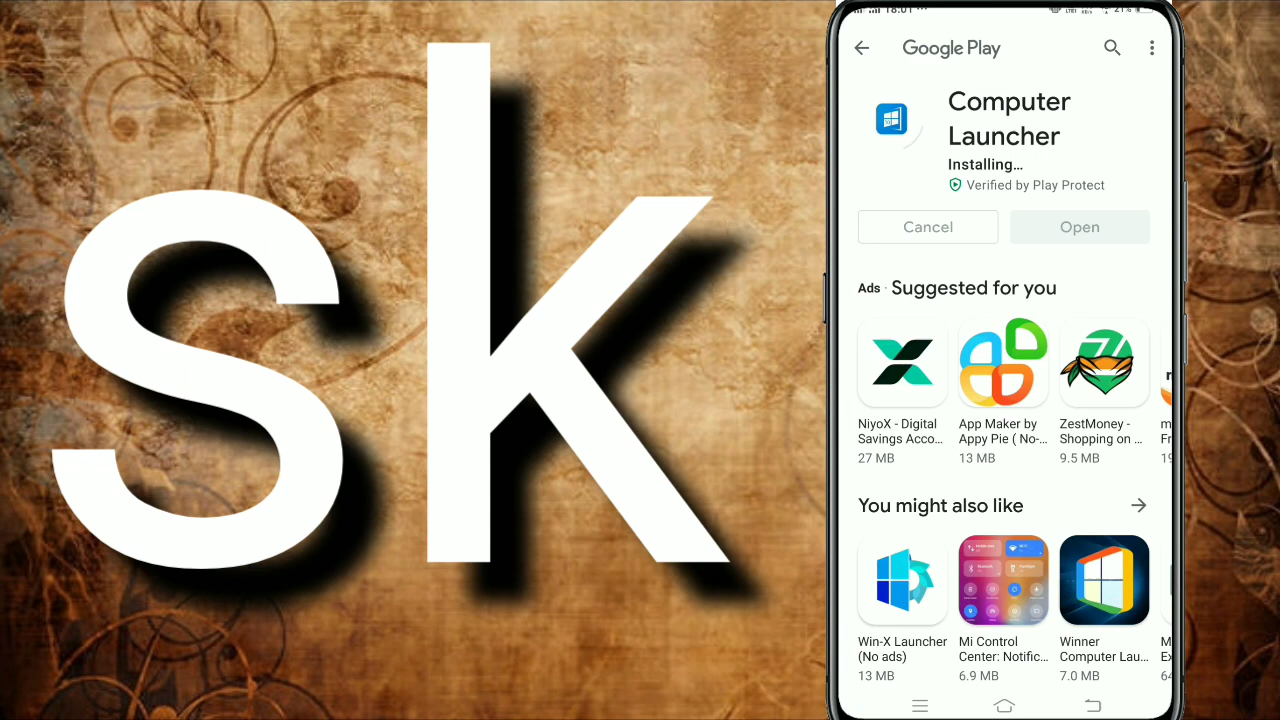 sk
18:01
21%
Google Play
Computer
Launcher
Installing...
Verified by Play Protect
Cancel
Open
Ads · Suggested for you
NiyoX - Digital
Savings Acco...
27 MB
App Maker by
Appy Pie ( No-...
13 MB
ZestMoney -
Shopping on ...
9.5 MB
You might also like
Win-X Launcher
(No ads)
13 MB
Mi Control
Center: Notific...
6.9 MB
Winner
Computer Lau...
7.0 MB